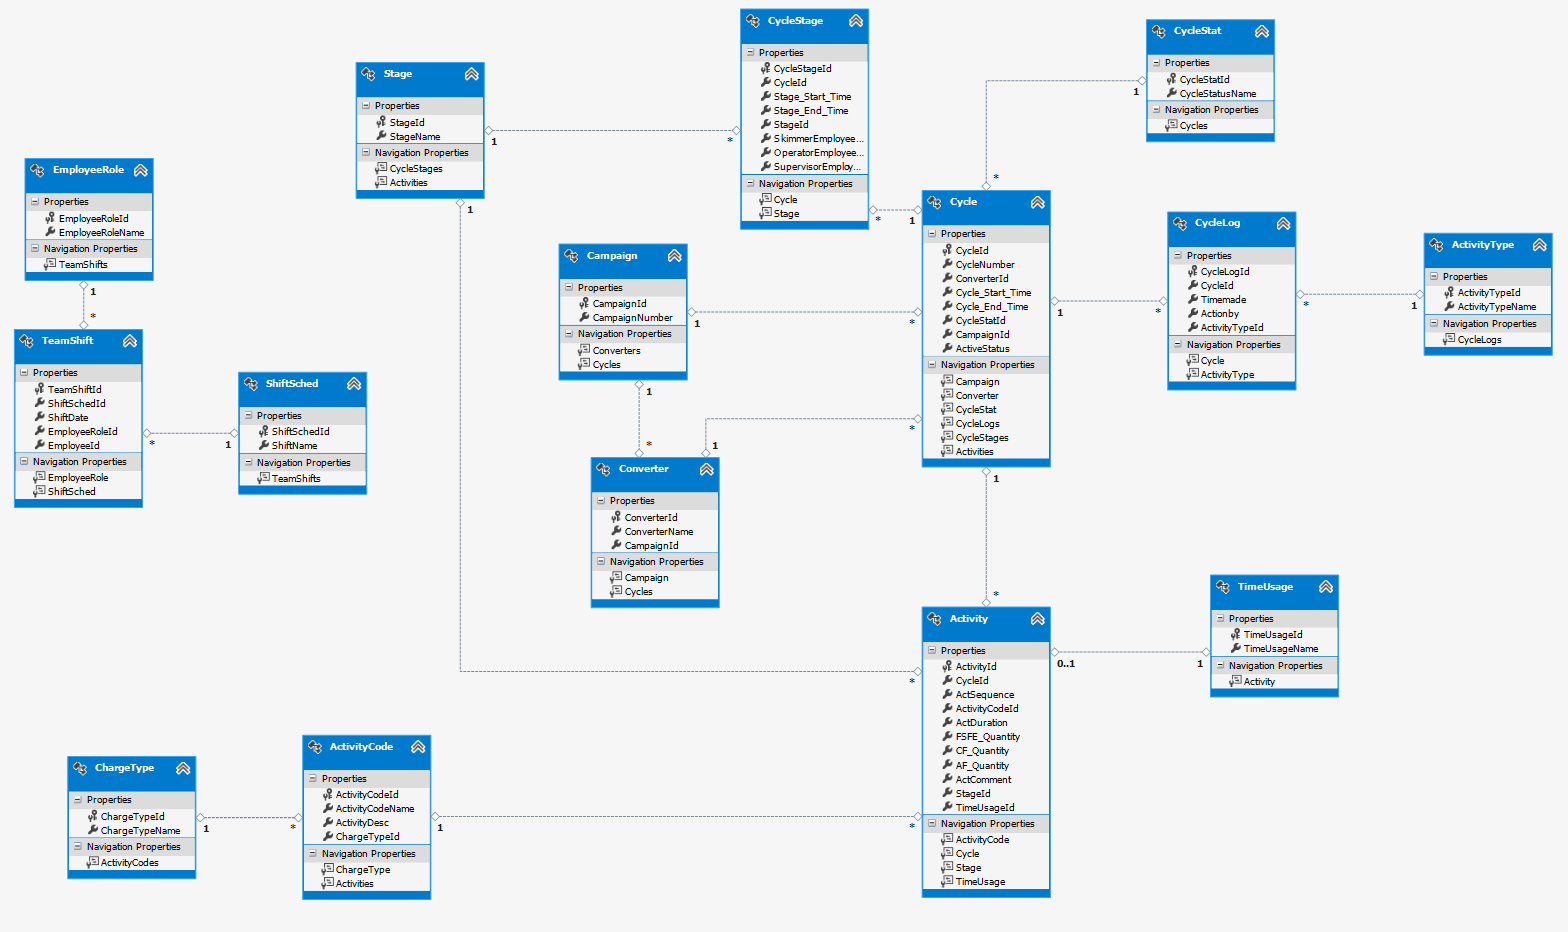 CycleStage
Properties
CycleStageId
CycleId
Stage_Start_Time
Stage_End_Time
StageId
SkimmerEmployee...
OperatorEmployee...
SupervisorEmploy...
Navigation Properties
Cycle
Stage
CycleStat
Properties
CycleStatId
CycleStatusName
Navigation Properties
Cycles
Stage
Properties
StageId
StageName
Navigation Properties
CycleStages
Activities
1
*
1
*
*
1
1
EmployeeRole
Properties
EmployeeRoleId
EmployeeRoleName
Navigation Properties
TeamShifts
1
*
Cycle
Properties
CycleId
CycleNumber
ConverterId
Cycle_Start_Time
Cycle_End_Time
CycleStatId
CampaignId
ActiveStatus
Navigation Properties
Campaign
Converter
CycleStat
CycleLogs
CycleStages
Activities
CycleLog
Properties
CycleLogId
CycleId
Timemade
Actionby
ActivityTypeId
Navigation Properties
Cycle
ActivityType
1
*
*
1
ActivityType
Properties
ActivityTypeId
ActivityTypeName
Navigation Properties
CycleLogs
Campaign
Properties
CampaignId
CampaignNumber
Navigation Properties
Converters
Cycles
1
*
1
*
1
*
TeamShift
Properties
TeamShiftId
ShiftSchedId
ShiftDate
EmployeeRoleId
EmployeeId
Navigation Properties
EmployeeRole
ShiftSched
*
1
ShiftSched
Properties
ShiftSchedId
ShiftName
Navigation Properties
TeamShifts
Converter
Properties
ConverterId
ConverterName
CampaignId
Navigation Properties
Campaign
Cycles
1
*
Activity
Properties
ActivityId
CycleId
ActSequence
ActivityCodeId
ActDuration
FSFE_Quantity
CF_Quantity
AF_Quantity
ActComment
StageId
TimeUsageId
Navigation Properties
ActivityCode
Cycle
Stage
TimeUsage
0..1
1
*
TimeUsage
Properties
TimeUsageId
TimeUsageName
Navigation Properties
Activity
ChargeType
Properties
ChargeTypeId
ChargeTypeName
Navigation Properties
ActivityCodes
1
*
ActivityCode
Properties
ActivityCodeId
ActivityCodeName
ActivityDesc
ChargeTypeId
Navigation Properties
ChargeType
Activities
1
*